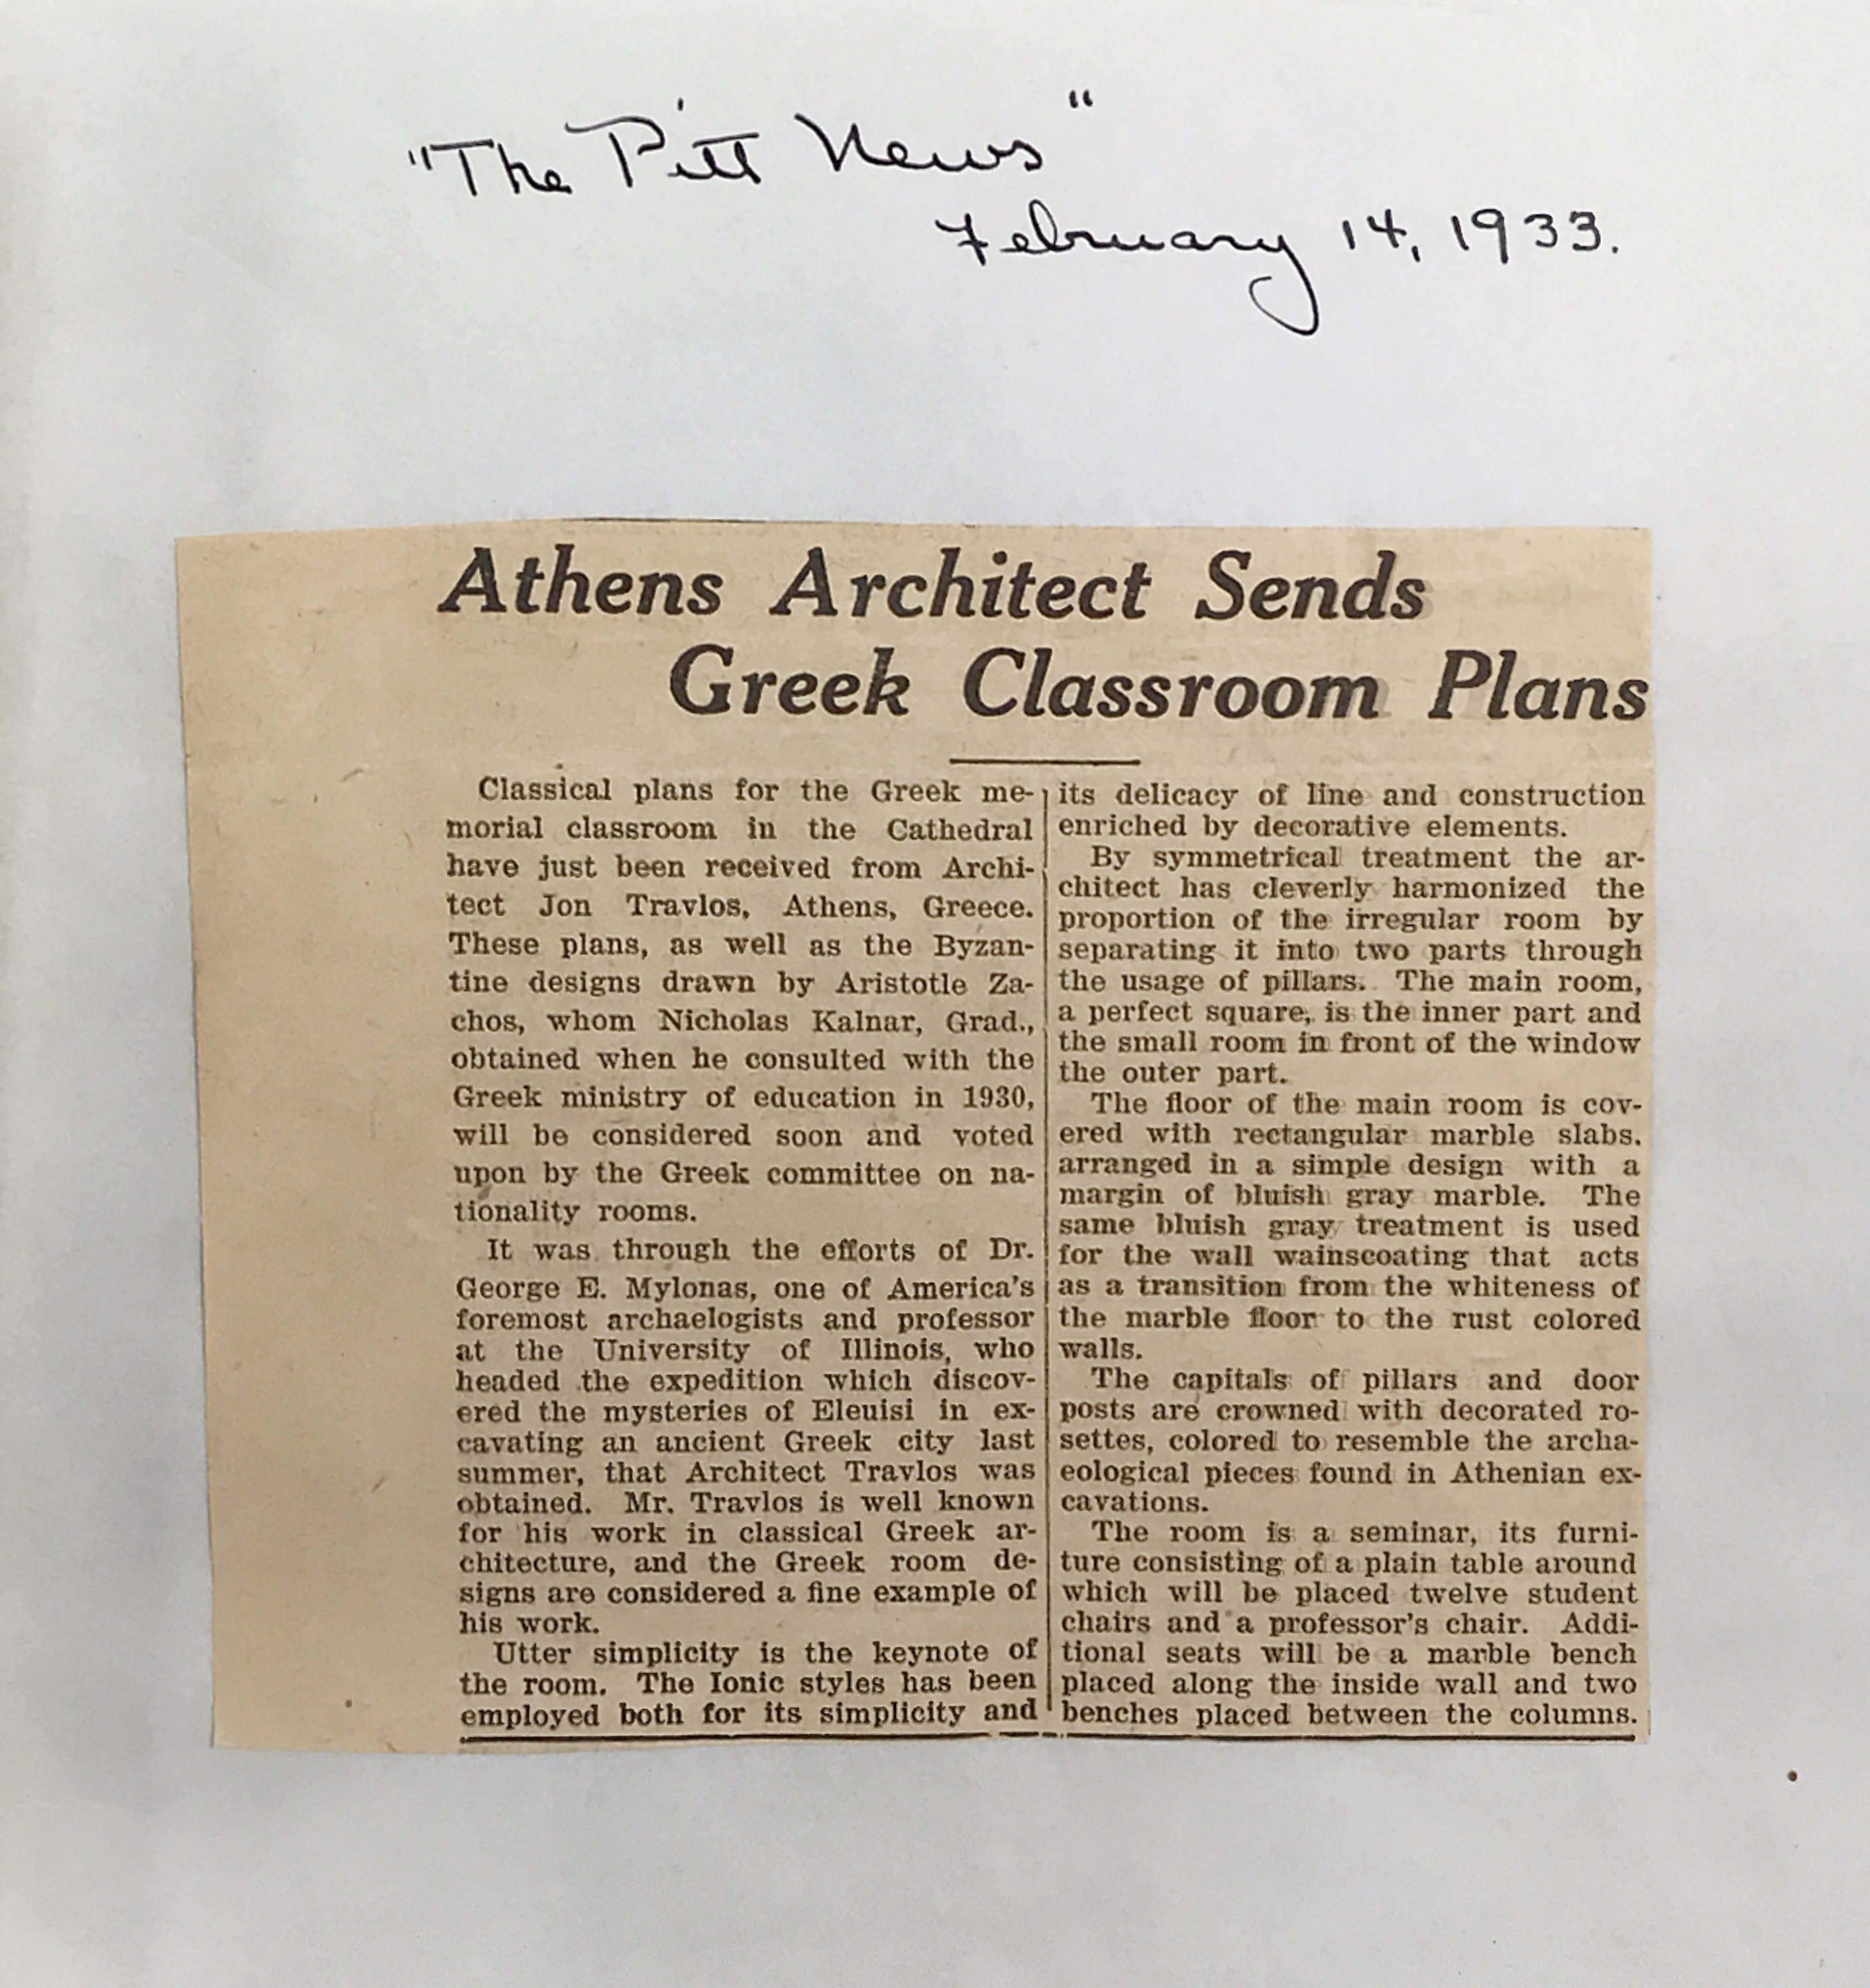 "The Pitt News"
February 14, 1933.
Athens Architect Sends
Greek Classroom Plans
Classical plans for the Greek me-
morial classroom in the Cathedral
have just been received from Archi-
tect Jon Travlos, Athens, Greece.
These plans, as well as the Byzan-
tine designs drawn by Aristotle Za-
chos, whom Nicholas Kalnar, Grad.,
obtained when he consulted with the
Greek ministry of education in 1930,
will be considered soon and voted
upon by the Greek committee on na-
tionality rooms.
It was through the efforts of Dr.
George E. Mylonas, one of America's
foremost archaelogists and professor
at the University of Illinois, who
headed the expedition which discov-
ered the mysteries of Eleuisi in ex-
cavating an ancient Greek city last
summer, that Architect Travlos was
obtained. Mr. Travlos is well known
for his work in classical Greek ar-
chitecture, and the Greek room de-
signs are considered a fine example of
his work.
Utter simplicity is the keynote of
the room. The Ionic styles has been
employed both for its simplicity and
its delicacy of line and construction
enriched by decorative elements.
By symmetrical treatment the ar-
chitect has cleverly harmonized the
proportion of the irregular room by
separating it into two parts through
the usage of pillars. The main room,
a perfect square, is the inner part and
the small room in front of the window
the outer part.
The floor of the main room is cov-
ered with rectangular marble slabs.
arranged in a simple design with a
margin of bluish gray marble. The
same bluish gray treatment is used
for the wall wainscoating that acts
as a transition from the whiteness of
the marble floor to the rust colored
walls.
The capitals of pillars and door
posts are crowned with decorated ro-
settes, colored to resemble the archa-
eological pieces found in Athenian ex-
cavations.
The room is a seminar, its furni-
ture consisting of a plain table around
which will be placed twelve student
chairs and a professor's chair. Addi-
tional seats will be a marble bench
placed along the inside wall and two
benches placed between the columns.